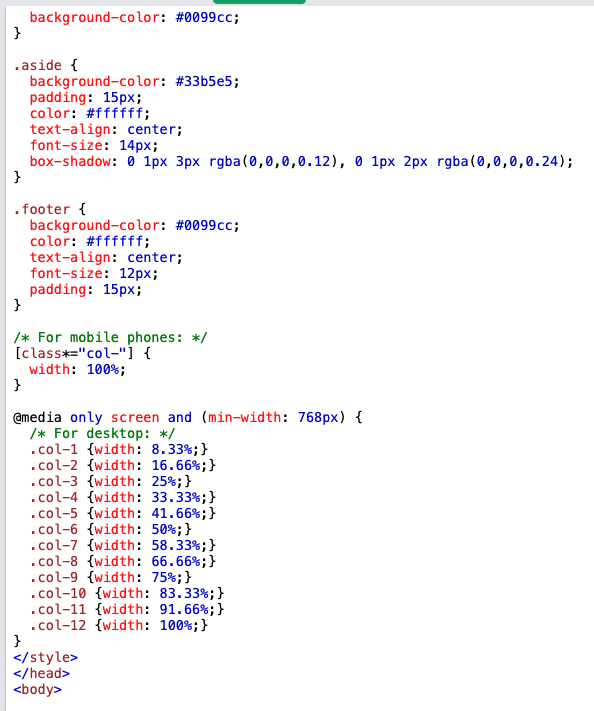 background-color: #0099cc;
}
.aside {
background-color: #33b5e5;
padding: 15px;
color: #ffffff;
text-align: center;
font-size: 14px;
box-shadow: 0 1px 3px rgba(0,0,0,0.12), 0 1px 2px rgba(0,0,0,0.24);
}
.footer {
background-color: #0099cc;
color: #ffffff;
text-align: center;
font-size: 12px;
padding: 15px;
}
/* For mobile phones: */
[class*="col-"] {
width: 100%;
}
@media only screen and (min-width: 768px) {
/* For desktop: */
.col-1 {width: 8.33%;}
.col-2 {width: 16.66%;}
.col-3 {width: 25%;}
.col-4 {width: 33.33%;}
.col-5 {width: 41.66%;}
.col-6 {width: 50%;}
.col-7 {width: 58.33%;}
.col-8 {width: 66.66%;}
.col-9 {width: 75%;}
.col-10 {width: 83.33%;}
.col-11 {width: 91.66%;}
.col-12 {width: 100%;}
}
</style>
</head>
<body>